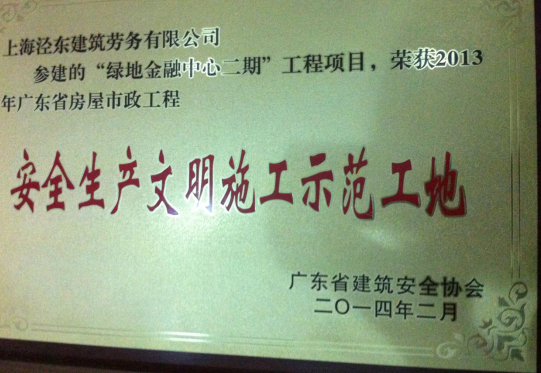 上海泾东建筑劳务有限公司
参建的“绿地金融中心二期”工程项目，荣获2013
年广东省房屋市政工程
安全生产文明施工示范工地
广东省建筑安全协会
二〇一四年二月